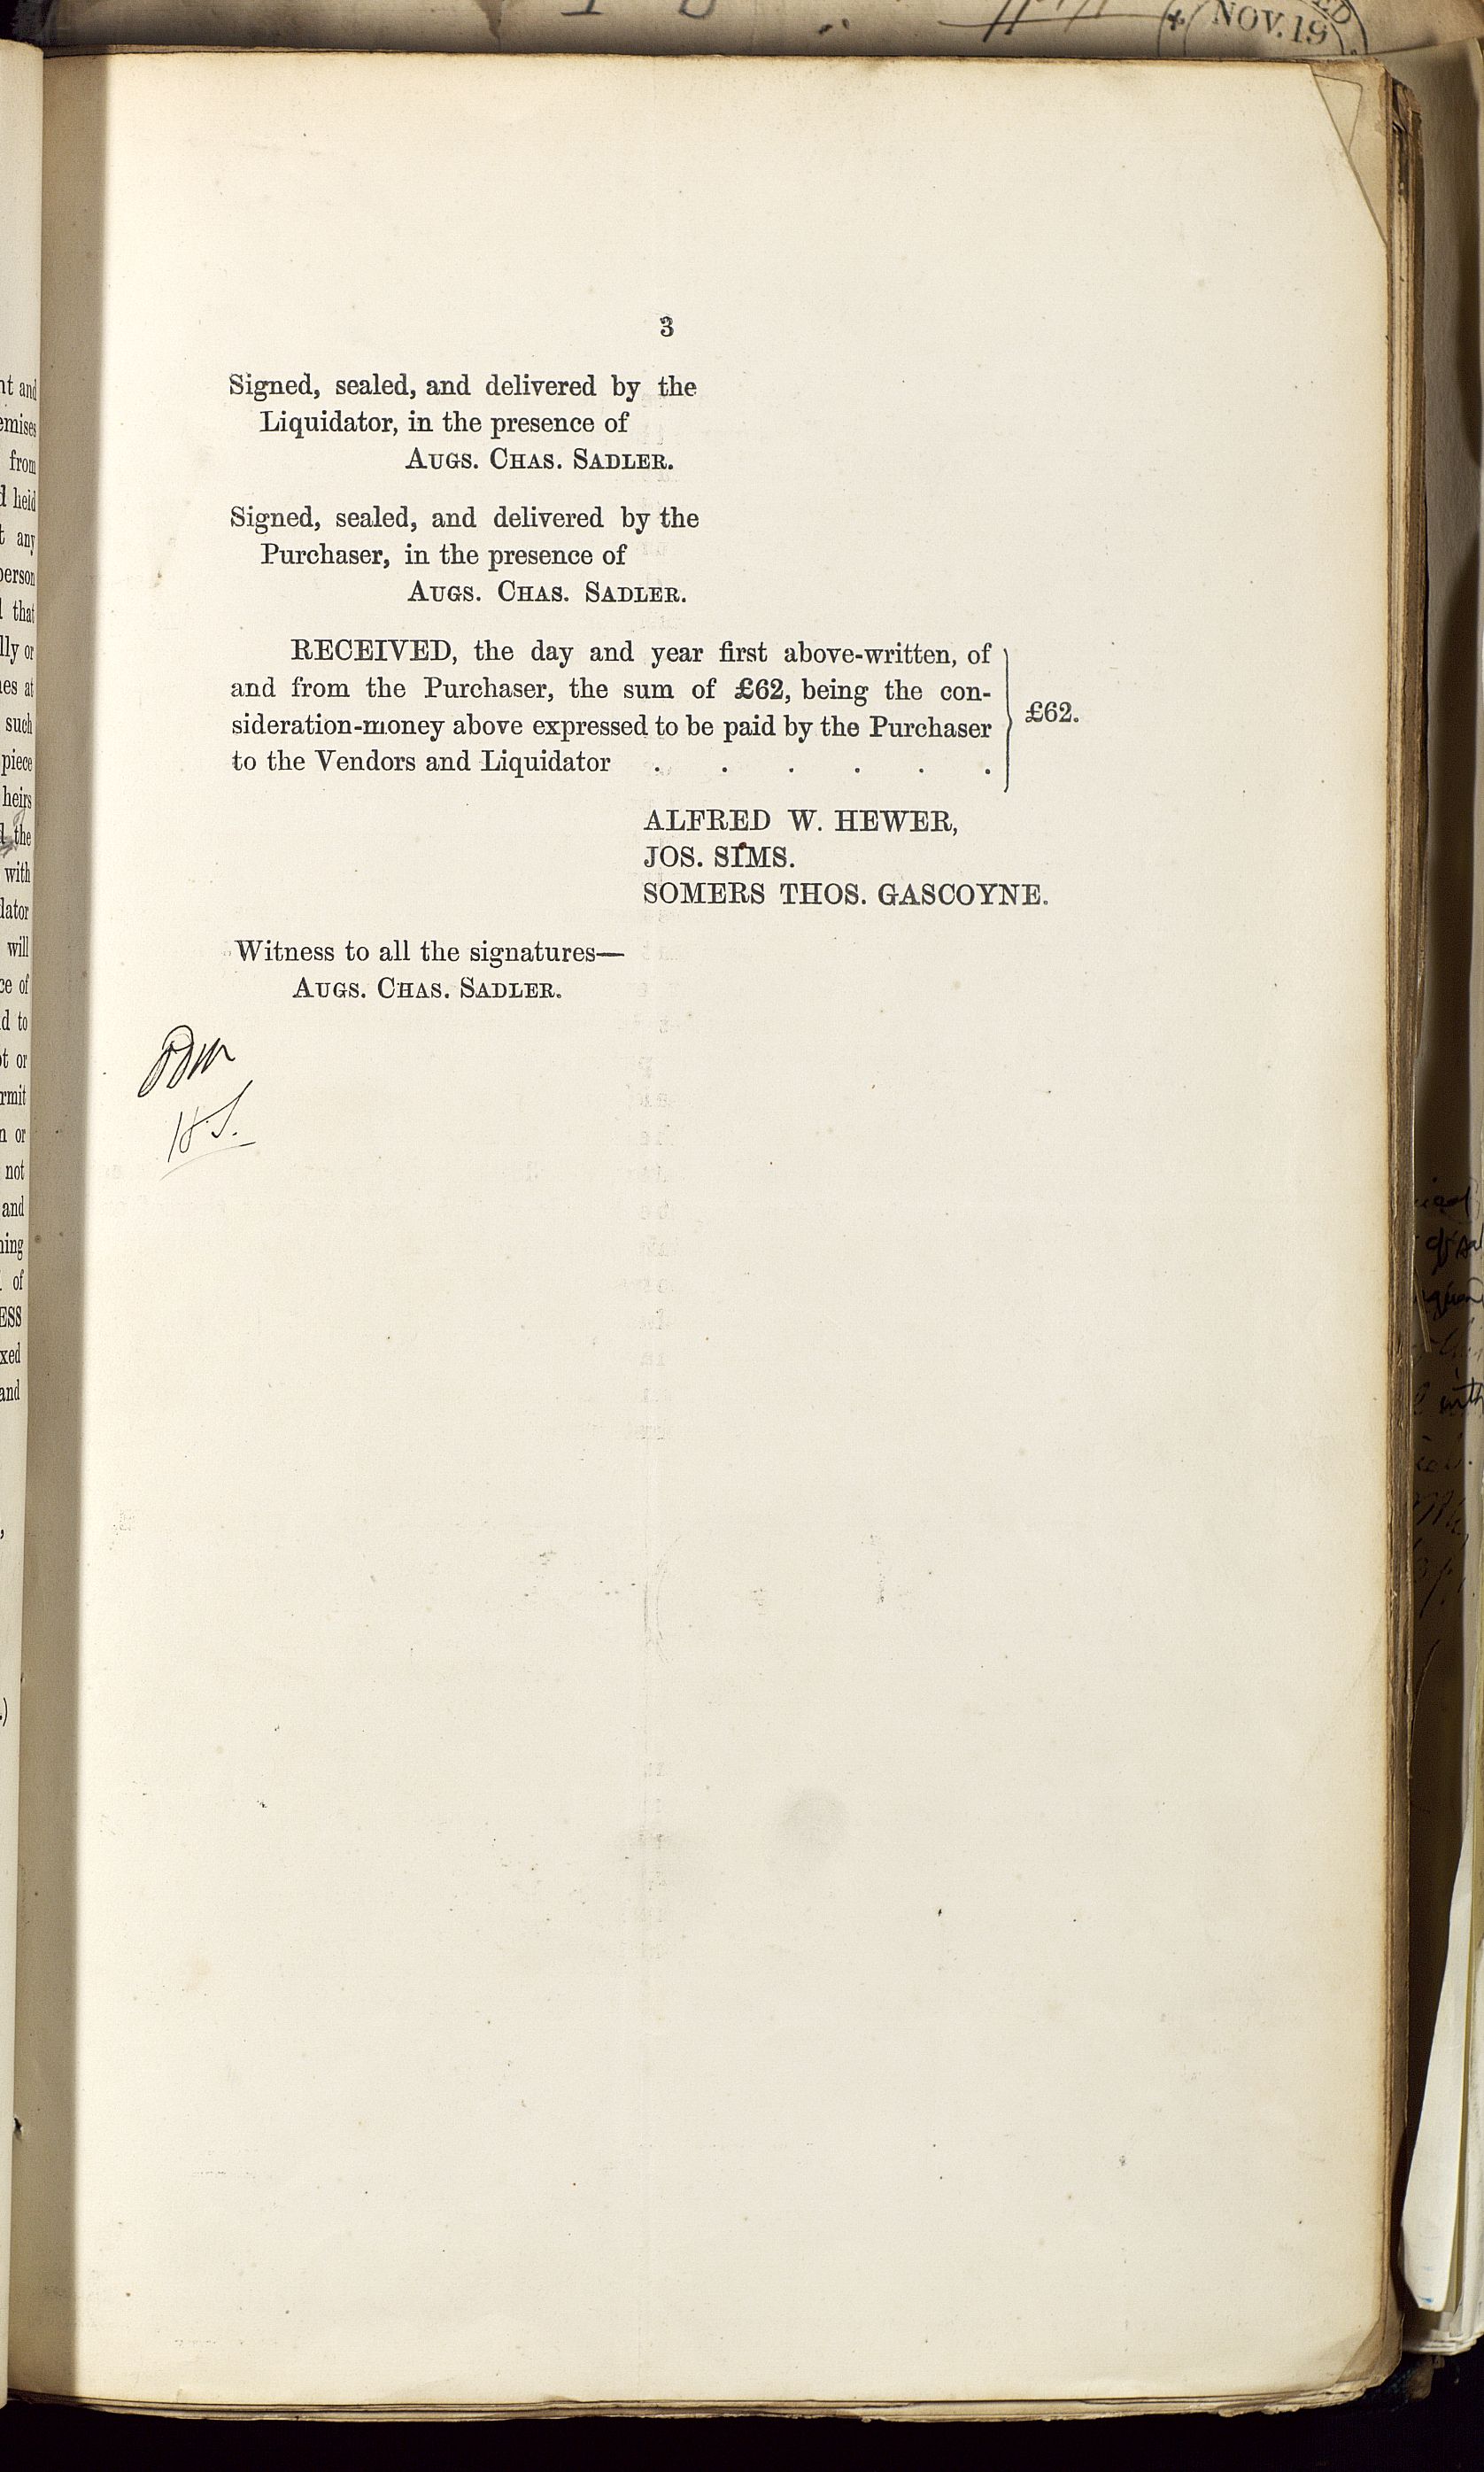 NOV. 19
3
Signed, sealed, and delivered by the
Liquidator, in the presence of
AUGS. CHAS. SADLER.
Signed, sealed, and delivered by the
Purchaser, in the presence of
AUGS. CHAS. SADLER.
RECEIVED, the day and year first above-written, of
and from the Purchaser, the sum of £62, being the con-
sideration-money above expressed to be paid by the Purchaser
to the Vendors and Liquidator . . . . . .
£62.
ALFRED W. HEWER,
JOS. SIMS.
SOMERS THOS. GASCOYNE.
Witness to all the signatures—
AUGS. CHAS. SADLER.